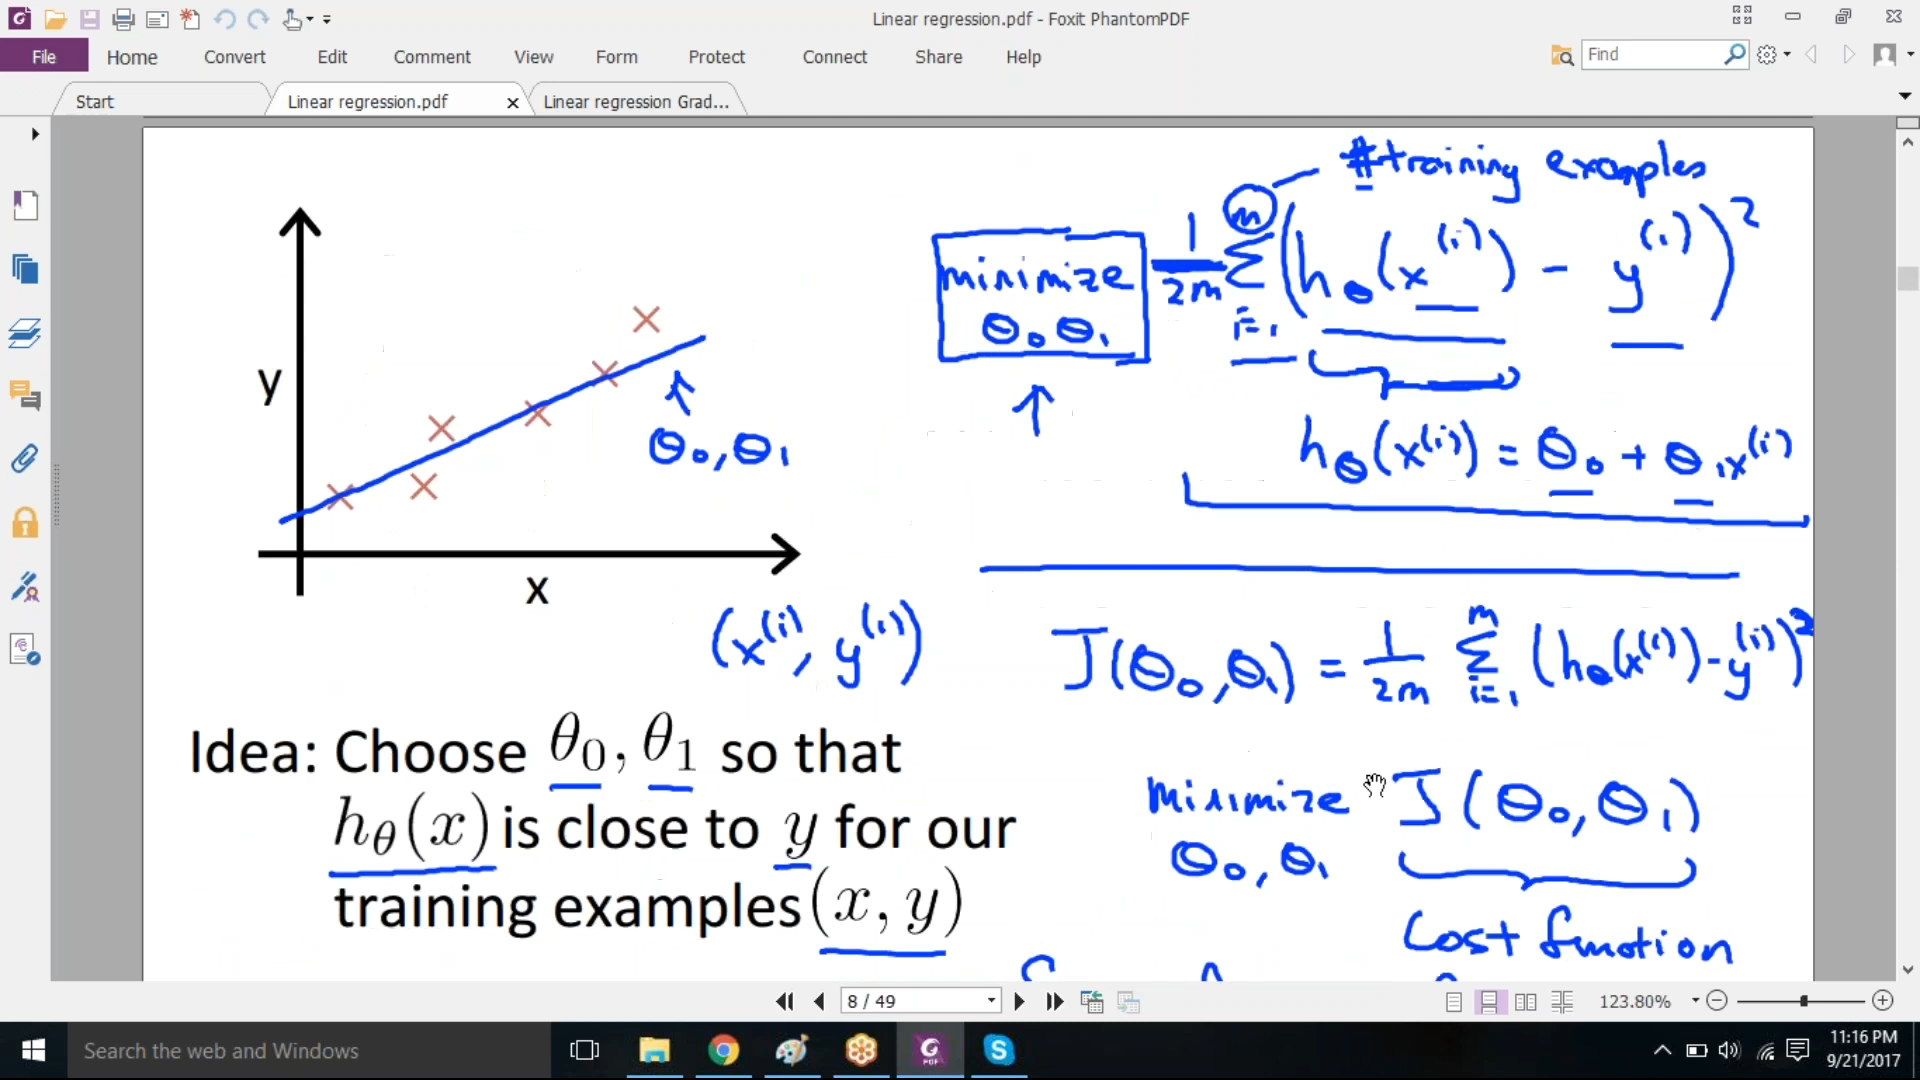 Linear regression.pdf - Foxit PhantomPDF
File Home Convert Edit Comment View Form Protect Connect Share Help Find
Start Linear regression.pdf Linear regression Grad...
#training examples
minimize θ₀ θ₁ 1/2m Σ i=1 m (hθ(x⁽ⁱ⁾) - y⁽ⁱ⁾)²
y
θ₀, θ₁
hθ(x⁽ⁱ⁾) = θ₀ + θ₁x⁽ⁱ⁾
x
(x⁽ⁱ⁾, y⁽ⁱ⁾)
J(θ₀,θ₁) = 1/2m Σ i=1 m (hθ(x⁽ⁱ⁾)-y⁽ⁱ⁾)²
Idea: Choose θ₀, θ₁ so that
hθ(x) is close to y for our
training examples (x, y)
minimize J(θ₀,θ₁)
θ₀, θ₁
Cost function
8 / 49
123.80%
Search the web and Windows
11:16 PM
9/21/2017